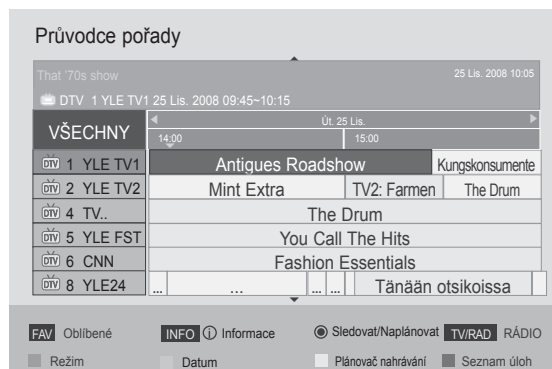 Průvodce pořady
That '70s show 25 Lis. 2008 10:05
DTV 1 YLE TV1 25 Lis. 2008 09:45~10:15
VŠECHNY Út. 25 Lis.
14:00 15:00
DTV 1 YLE TV1 Antigues Roadshow Kungskonsumente
DTV 2 YLE TV2 Mint Extra TV2: Farmen The Drum
DTV 4 TV.. The Drum
DTV 5 YLE FST You Call The Hits
DTV 6 CNN Fashion Essentials
DTV 8 YLE24 ... ... ... ... Tänään otsikoissa
FAV Oblíbené INFO i Informace Sledovat/Naplánovat TV/RAD RÁDIO
Režim Datum Plánovač nahrávání Seznam úloh